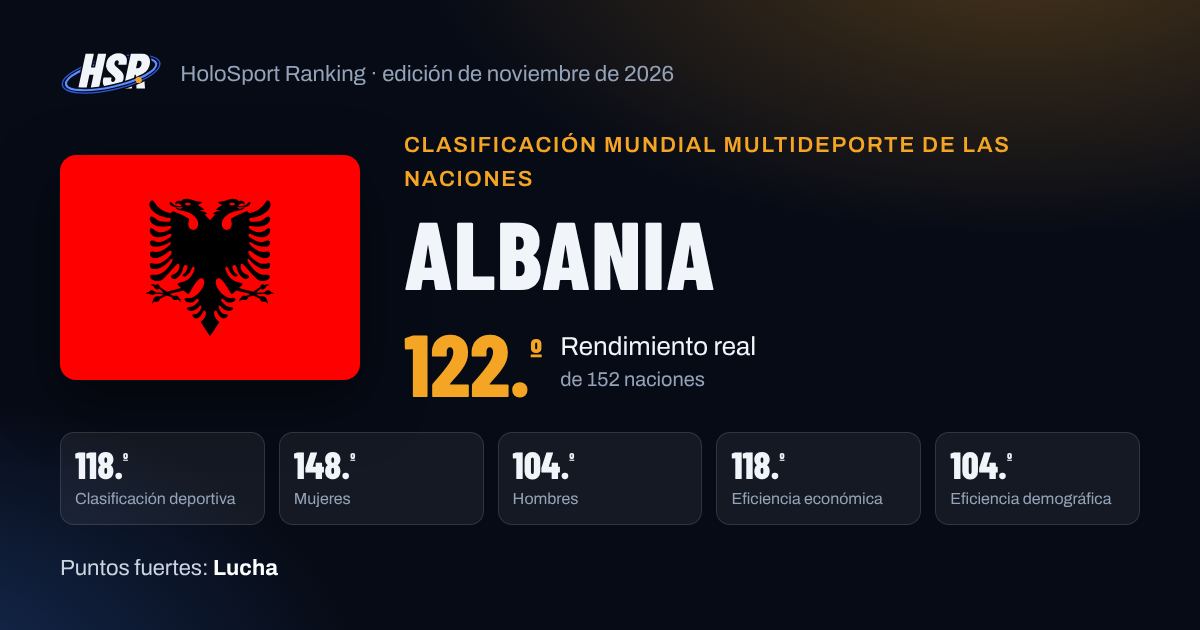 HSR
HoloSport Ranking · edición de noviembre de 2026
CLASIFICACIÓN MUNDIAL MULTIDEPORTE DE LAS
NACIONES
ALBANIA
122.º Rendimiento real
de 152 naciones
118.º
Clasificación deportiva
148.º
Mujeres
104.º
Hombres
118.º
Eficiencia económica
104.º
Eficiencia demográfica
Puntos fuertes: Lucha